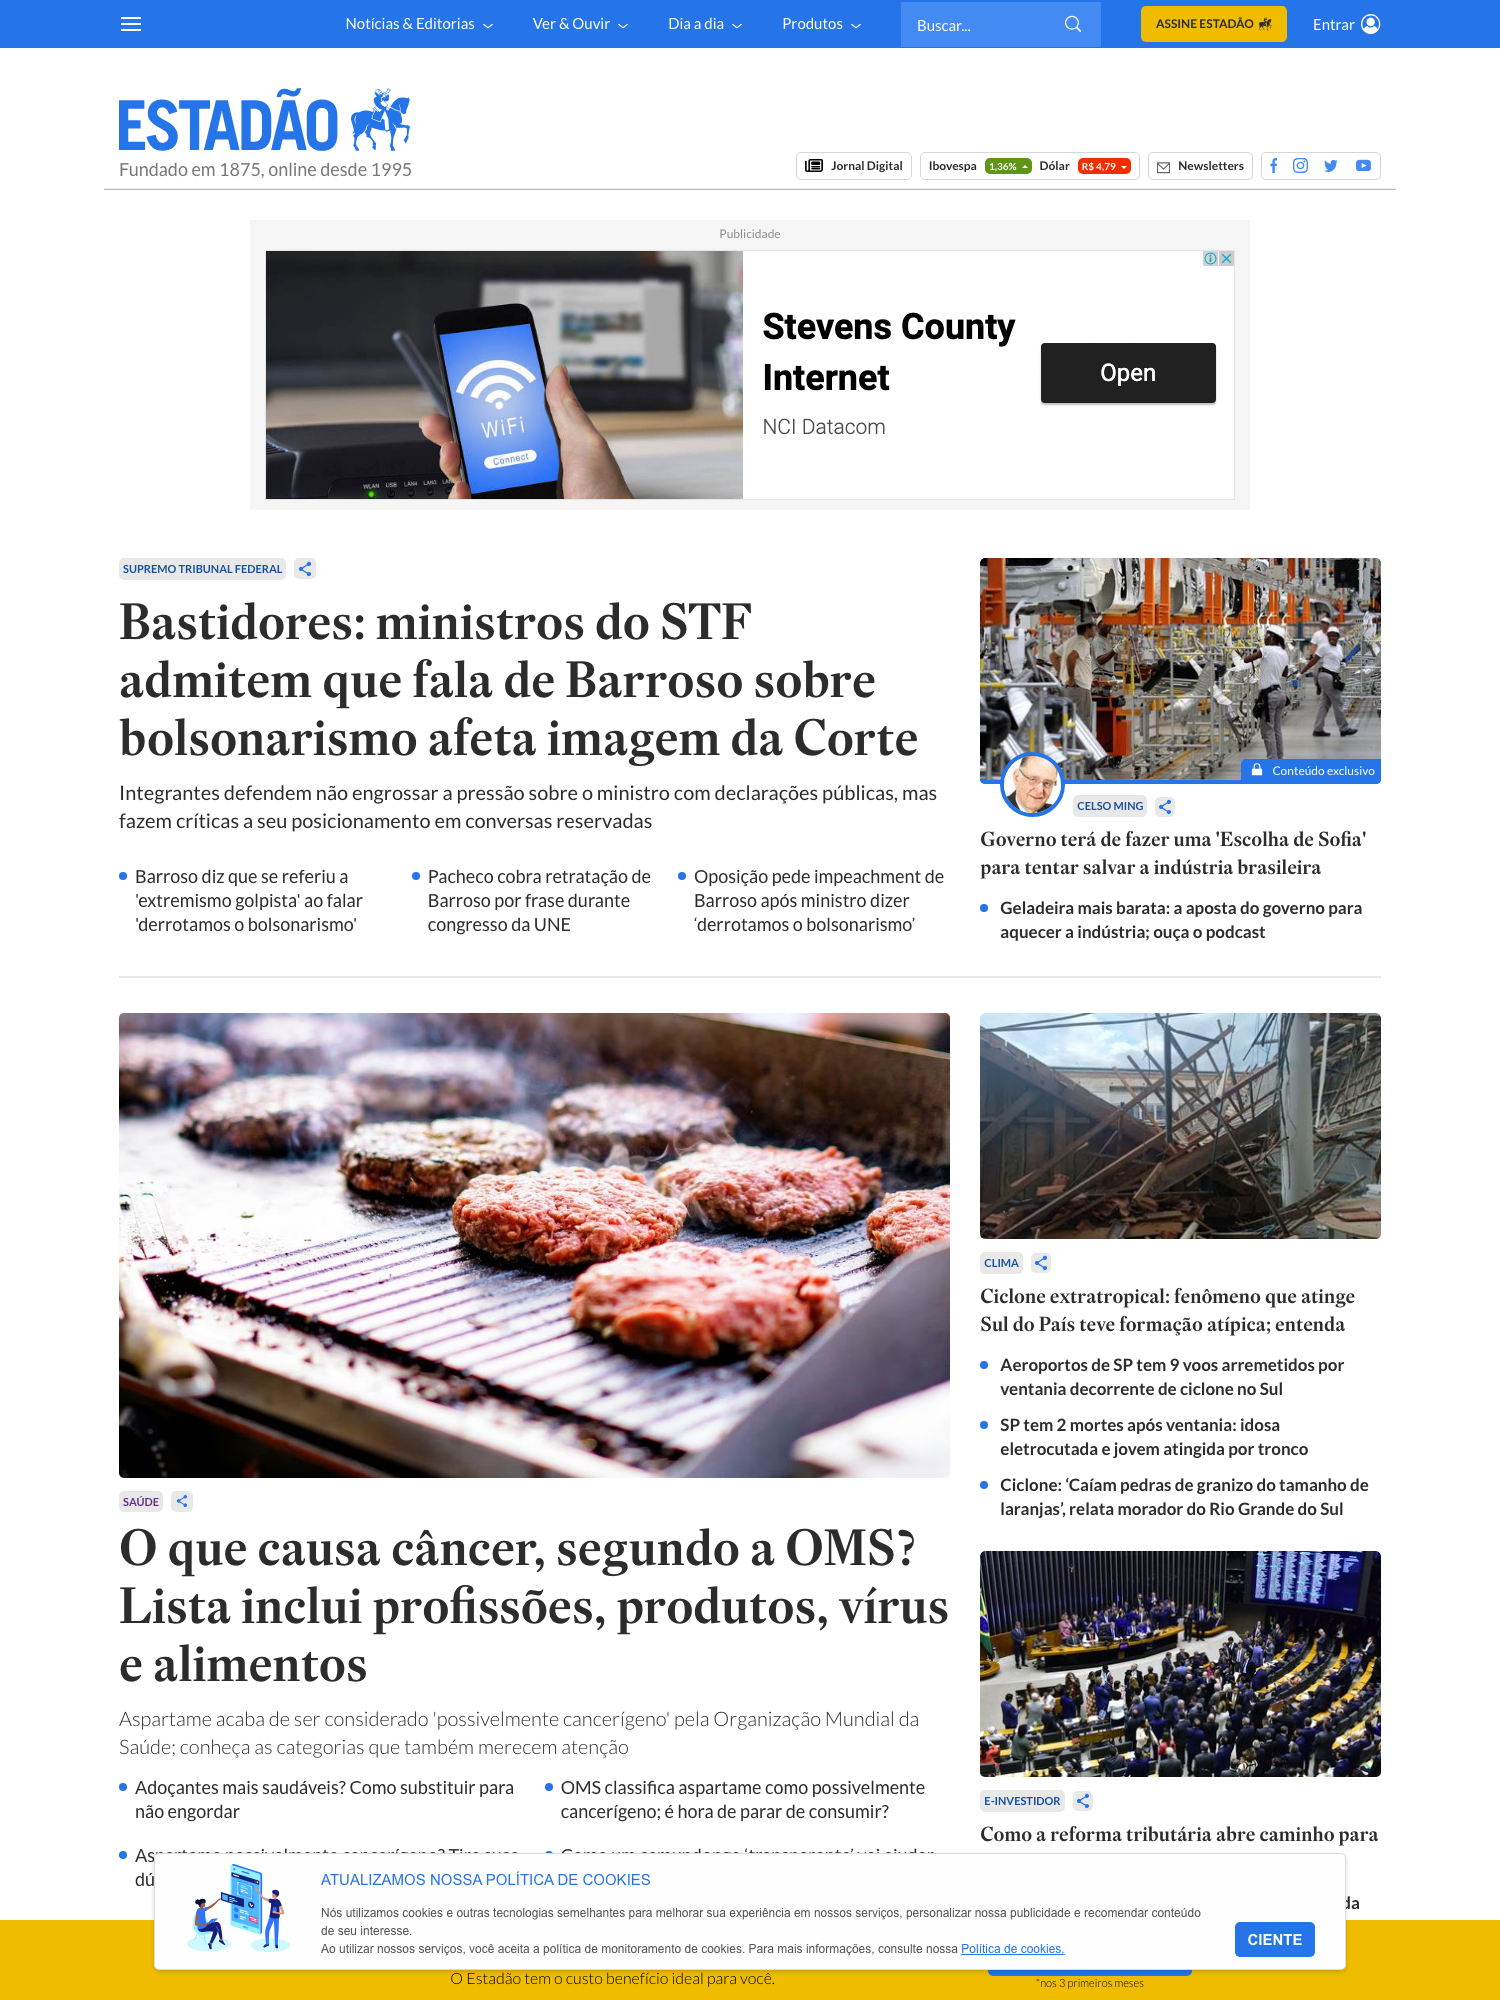 Notícias & Editorias
Ver & Ouvir
Dia a dia
Produtos
Buscar...
ASSINE ESTADÃO
Entrar
ESTADÃO
Fundado em 1875, online desde 1995
Jornal Digital
Ibovespa 1,36% Dólar R$ 4,79
Newsletters
Publicidade
WiFi
Connect
WLAN USB LAN4 LAN3
Stevens County
Internet
NCI Datacom
Open
SUPREMO TRIBUNAL FEDERAL
Bastidores: ministros do STF
admitem que fala de Barroso sobre
bolsonarismo afeta imagem da Corte
Integrantes defendem não engrossar a pressão sobre o ministro com declarações públicas, mas
fazem críticas a seu posicionamento em conversas reservadas
Barroso diz que se referiu a
'extremismo golpista' ao falar
'derrotamos o bolsonarismo'
Pacheco cobra retratação de
Barroso por frase durante
congresso da UNE
Oposição pede impeachment de
Barroso após ministro dizer
‘derrotamos o bolsonarismo’
Conteúdo exclusivo
CELSO MING
Governo terá de fazer uma 'Escolha de Sofia'
para tentar salvar a indústria brasileira
Geladeira mais barata: a aposta do governo para
aquecer a indústria; ouça o podcast
SAÚDE
O que causa câncer, segundo a OMS?
Lista inclui profissões, produtos, vírus
e alimentos
Aspartame acaba de ser considerado 'possivelmente cancerígeno' pela Organização Mundial da
Saúde; conheça as categorias que também merecem atenção
Adoçantes mais saudáveis? Como substituir para
não engordar
OMS classifica aspartame como possivelmente
cancerígeno; é hora de parar de consumir?
CLIMA
Ciclone extratropical: fenômeno que atinge
Sul do País teve formação atípica; entenda
Aeroportos de SP tem 9 voos arremetidos por
ventania decorrente de ciclone no Sul
SP tem 2 mortes após ventania: idosa
eletrocutada e jovem atingida por tronco
Ciclone: ‘Caíam pedras de granizo do tamanho de
laranjas’, relata morador do Rio Grande do Sul
E-INVESTIDOR
Como a reforma tributária abre caminho para
ATUALIZAMOS NOSSA POLÍTICA DE COOKIES
Nós utilizamos cookies e outras tecnologias semelhantes para melhorar sua experiência em nossos serviços, personalizar nossa publicidade e recomendar conteúdo
de seu interesse.
Ao utilizar nossos serviços, você aceita a política de monitoramento de cookies. Para mais informações, consulte nossa Política de cookies.
CIENTE
O Estadão tem o custo benefício ideal para você.
*nos 3 primeiros meses